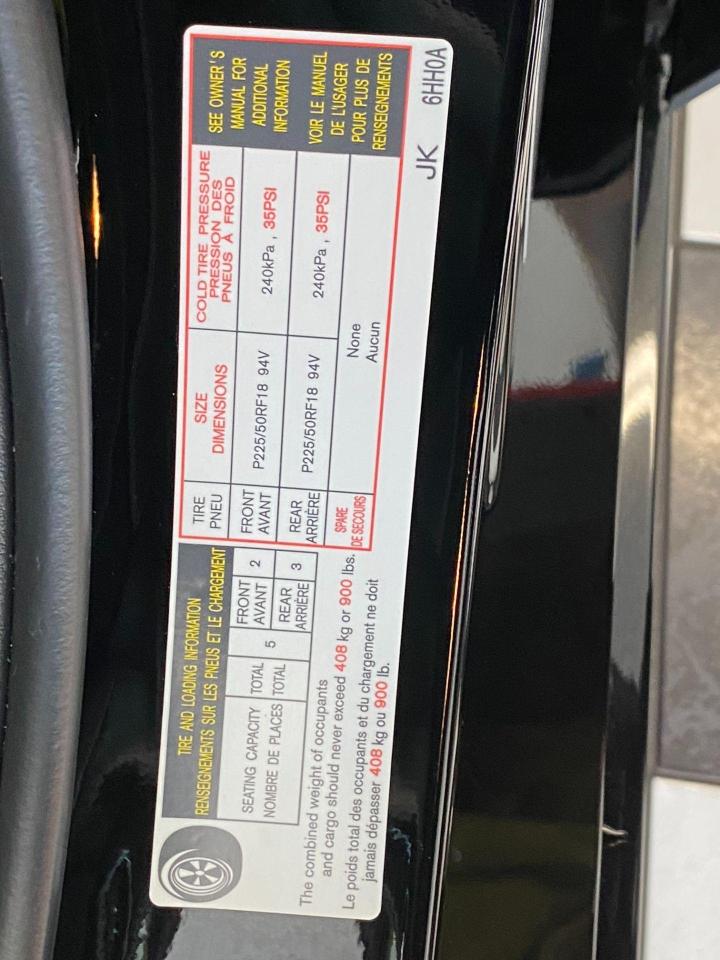 TIRE AND LOADING INFORMATION
RENSEIGNEMENTS SUR LES PNEUS ET LE CHARGEMENT
SEATING CAPACITY TOTAL 5 FRONT 2
NOMBRE DE PLACES TOTAL AVANT
REAR 3
ARRIÈRE
The combined weight of occupants
and cargo should never exceed 408 kg or 900 lbs.
Le poids total des occupants et du chargement ne doit
jamais dépasser 408 kg ou 900 lb.
TIRE
PNEU
SIZE
DIMENSIONS
COLD TIRE PRESSURE
PRESSION DES
PNEUS À FROID
FRONT
AVANT
P225/50RF18 94V
240kPa , 35PSI
REAR
ARRIÈRE
P225/50RF18 94V
240kPa , 35PSI
SPARE
DE SECOURS
None
Aucun
SEE OWNER'S
MANUAL FOR
ADDITIONAL
INFORMATION
VOIR LE MANUEL
DE L'USAGER
POUR PLUS DE
RENSEIGNEMENTS
JK 6HH0A